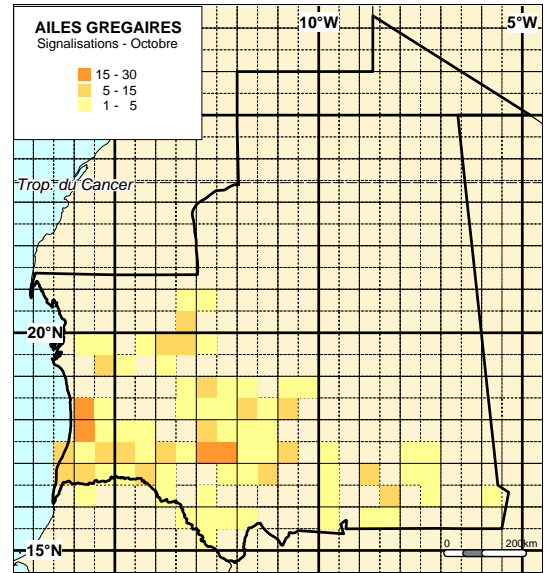 AILES GREGAIRES
Signalisations - Octobre
15 - 30
5 - 15
1 - 5
10°W
5°W
Trop. du Cancer
20°N
15°N
0 200km